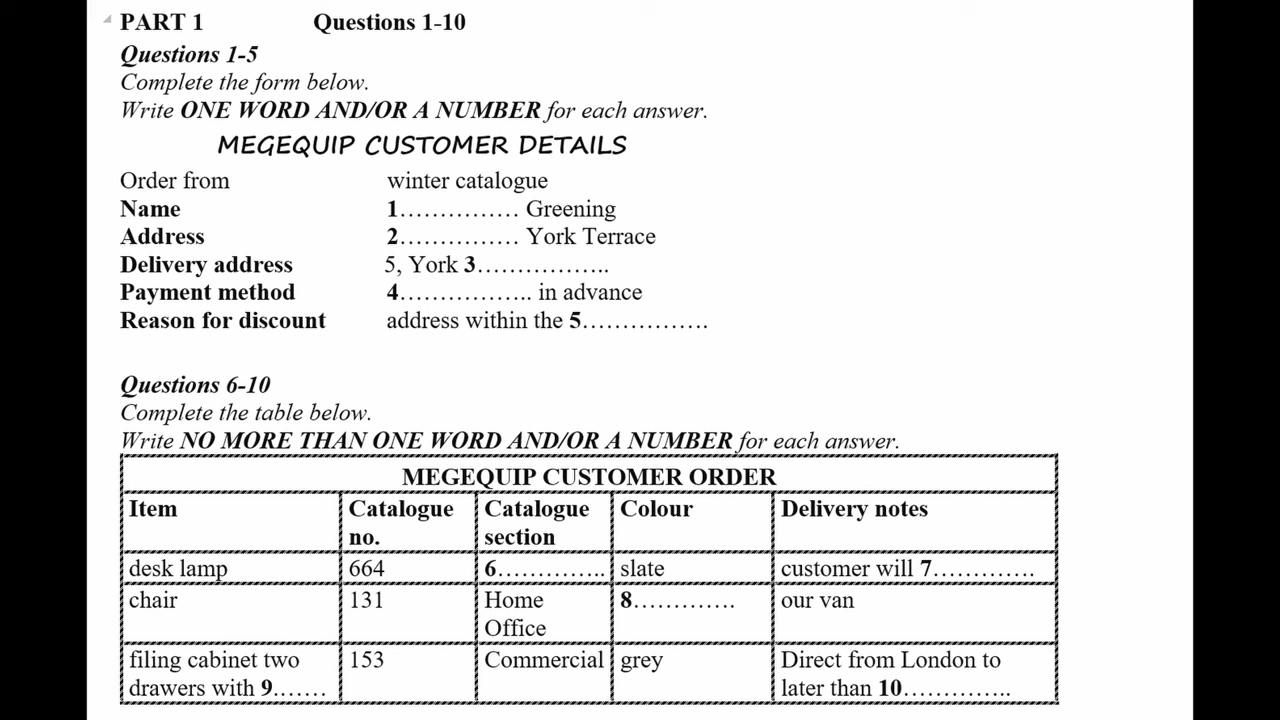 PART 1 Questions 1-10
Questions 1-5
Complete the form below.
Write ONE WORD AND/OR A NUMBER for each answer.
MEGEQUIP CUSTOMER DETAILS
Order from winter catalogue
Name 1…………… Greening
Address 2…………… York Terrace
Delivery address 5, York 3……………..
Payment method 4…………….. in advance
Reason for discount address within the 5…………….
Questions 6-10
Complete the table below.
Write NO MORE THAN ONE WORD AND/OR A NUMBER for each answer.
MEGEQUIP CUSTOMER ORDER
Item Catalogue no. Catalogue section Colour Delivery notes
desk lamp 664 6………….. slate customer will 7………….
chair 131 Home Office 8…………. our van
filing cabinet two drawers with 9.…… 153 Commercial grey Direct from London to later than 10…………..